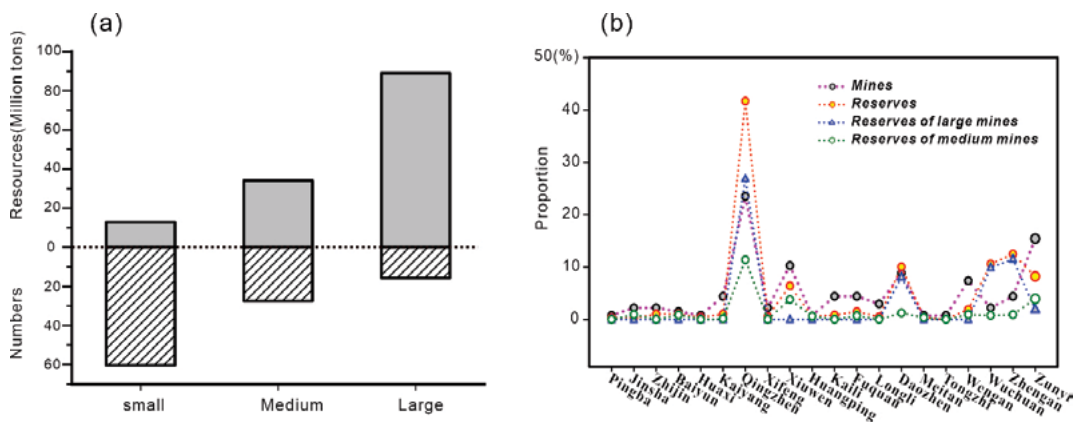 (a)
Resources(Million tons)
Numbers
100
80
60
40
20
0
20
40
60
small
Medium
Large
(b)
50(%)
40
30
20
10
0
Proportion
Mines
Reserves
Reserves of large mines
Reserves of medium mines
Pingba
Jinsha
Zhijin
Baiyun
Huaxi
Kaiyang
Qingzhen
Xifeng
Xiuwen
Huangping
Kaili
Fuquan
Longli
Daozhen
Meitan
Tongzhi
Wengan
Wuchuan
Zhengan
Zunyi